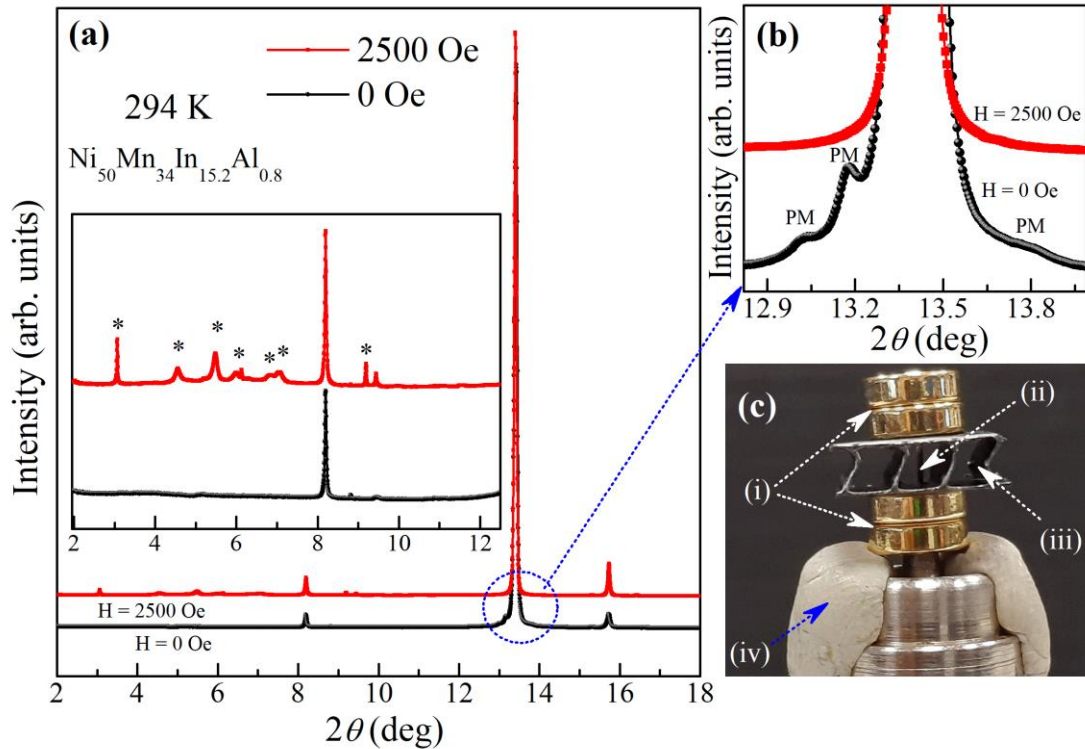 (a)
2500 Oe
0 Oe
294 K
Ni50Mn34In15.2Al0.8
Intensity (arb. units)
* * * * * * *
2 4 6 8 10 12
H = 2500 Oe
H = 0 Oe
2 4 6 8 10 12 14 16 18
2θ (deg)
(b)
Intensity (arb. units)
H = 2500 Oe
PM
H = 0 Oe
PM
PM
12.9 13.2 13.5 13.8
2θ (deg)
(c)
(ii)
(i)
(iii)
(iv)